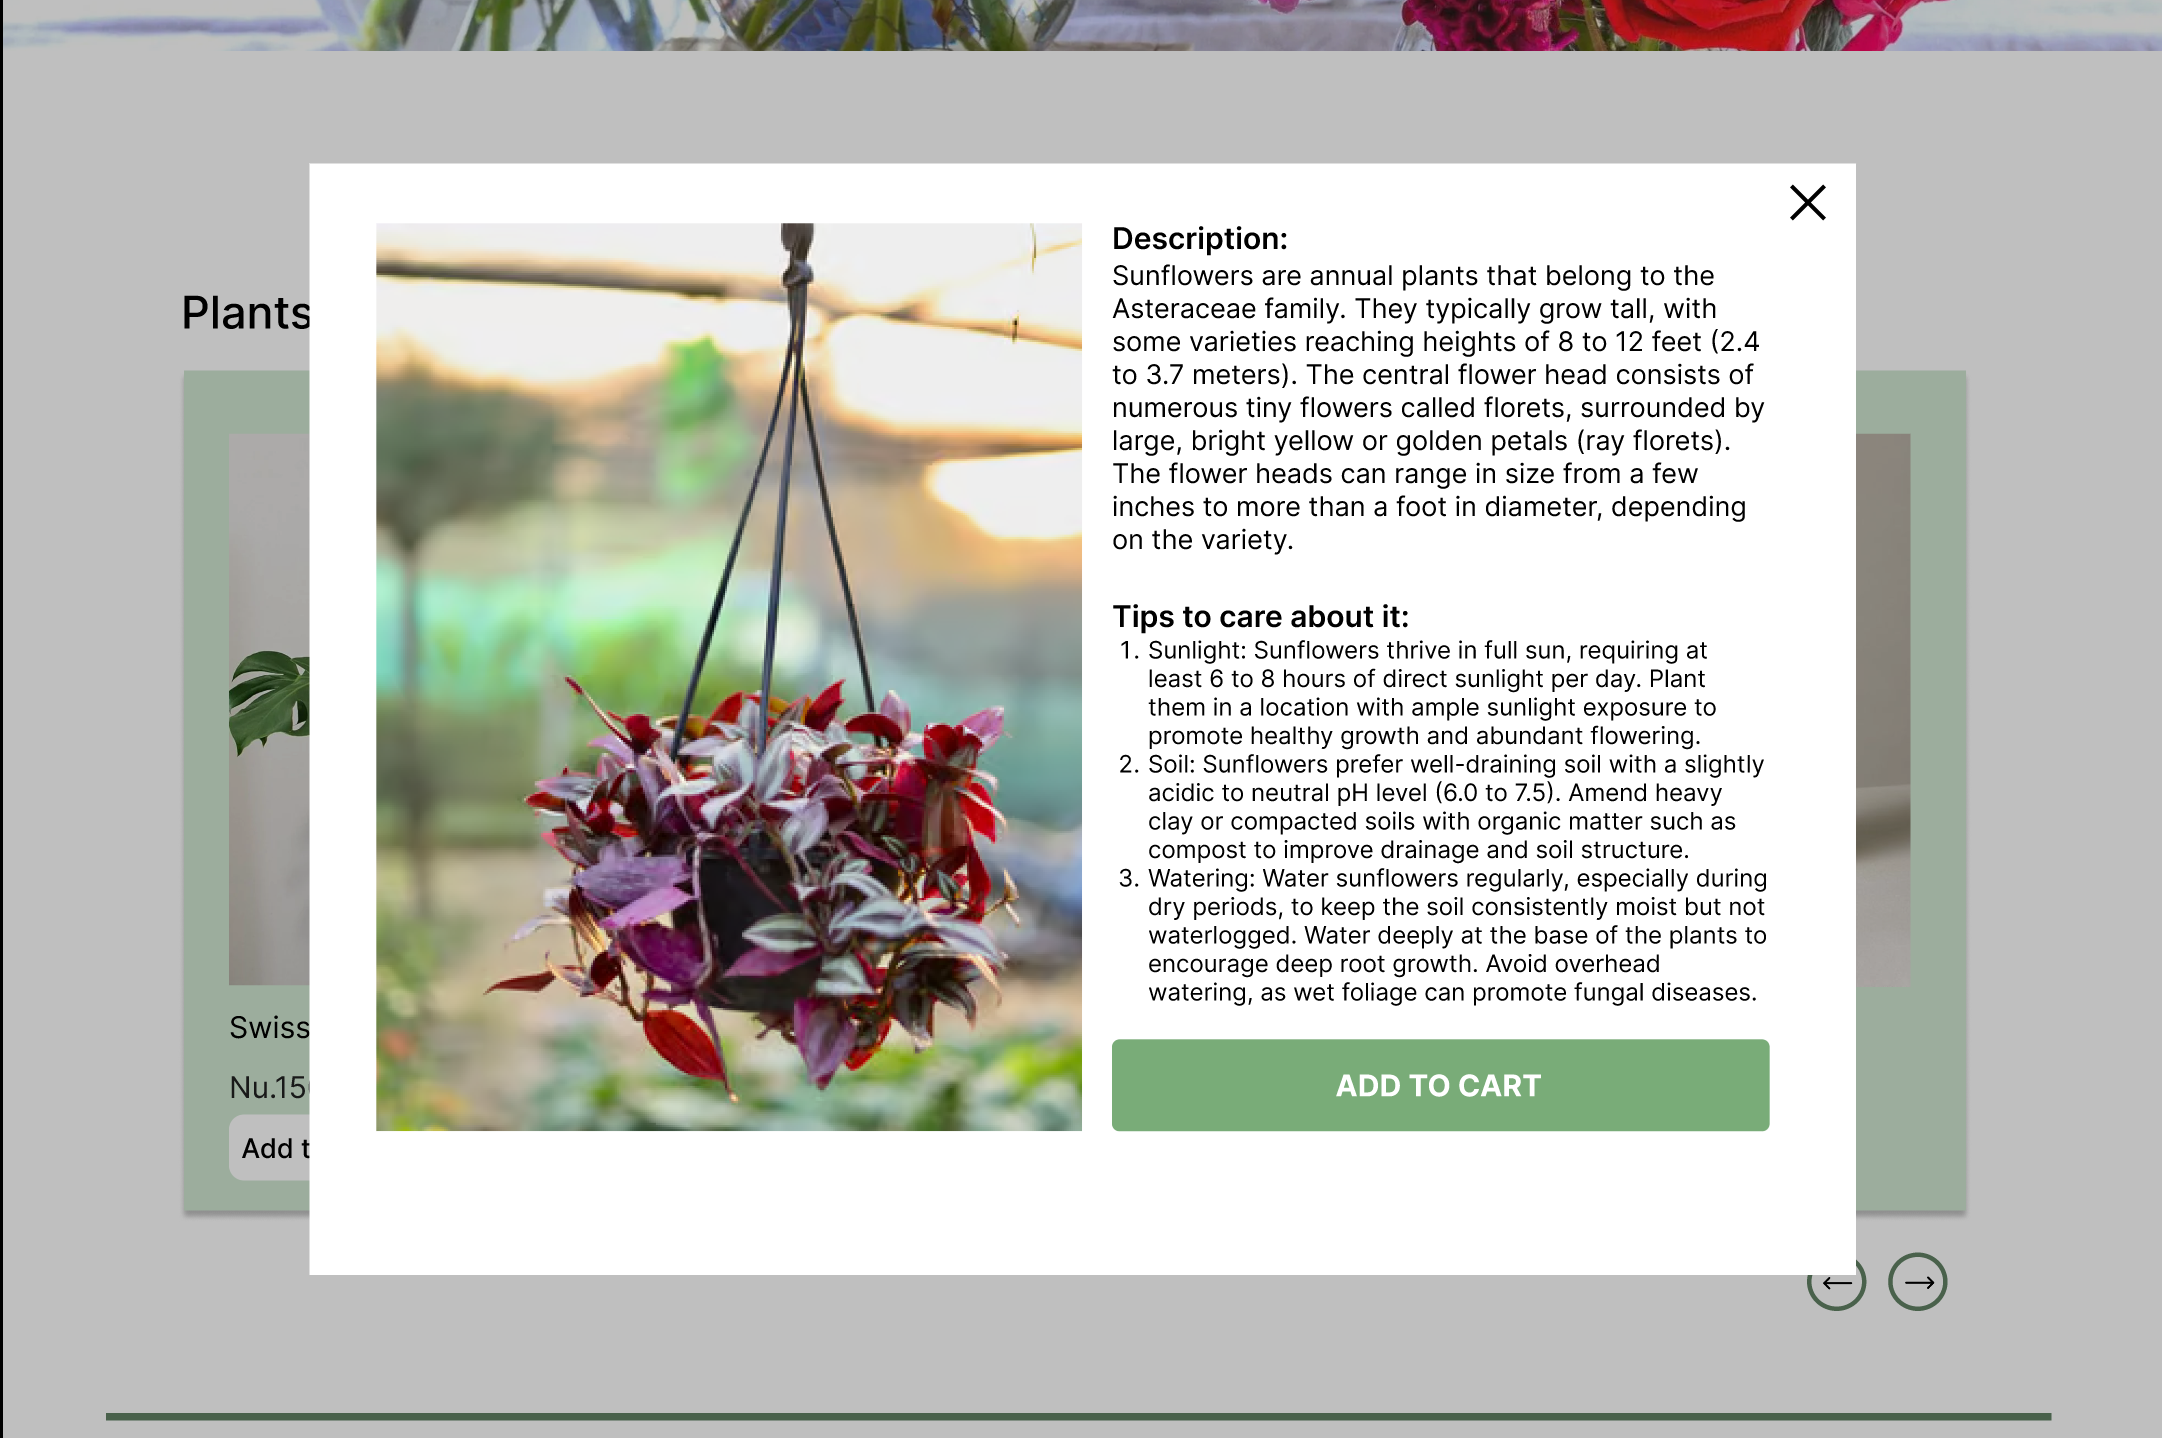 Plants
Description:
Sunflowers are annual plants that belong to the
Asteraceae family. They typically grow tall, with
some varieties reaching heights of 8 to 12 feet (2.4
to 3.7 meters). The central flower head consists of
numerous tiny flowers called florets, surrounded by
large, bright yellow or golden petals (ray florets).
The flower heads can range in size from a few
inches to more than a foot in diameter, depending
on the variety.
Tips to care about it:
1. Sunlight: Sunflowers thrive in full sun, requiring at
least 6 to 8 hours of direct sunlight per day. Plant
them in a location with ample sunlight exposure to
promote healthy growth and abundant flowering.
2. Soil: Sunflowers prefer well-draining soil with a slightly
acidic to neutral pH level (6.0 to 7.5). Amend heavy
clay or compacted soils with organic matter such as
compost to improve drainage and soil structure.
3. Watering: Water sunflowers regularly, especially during
dry periods, to keep the soil consistently moist but not
waterlogged. Water deeply at the base of the plants to
encourage deep root growth. Avoid overhead
watering, as wet foliage can promote fungal diseases.
ADD TO CART
Swiss
Nu.15
Add t